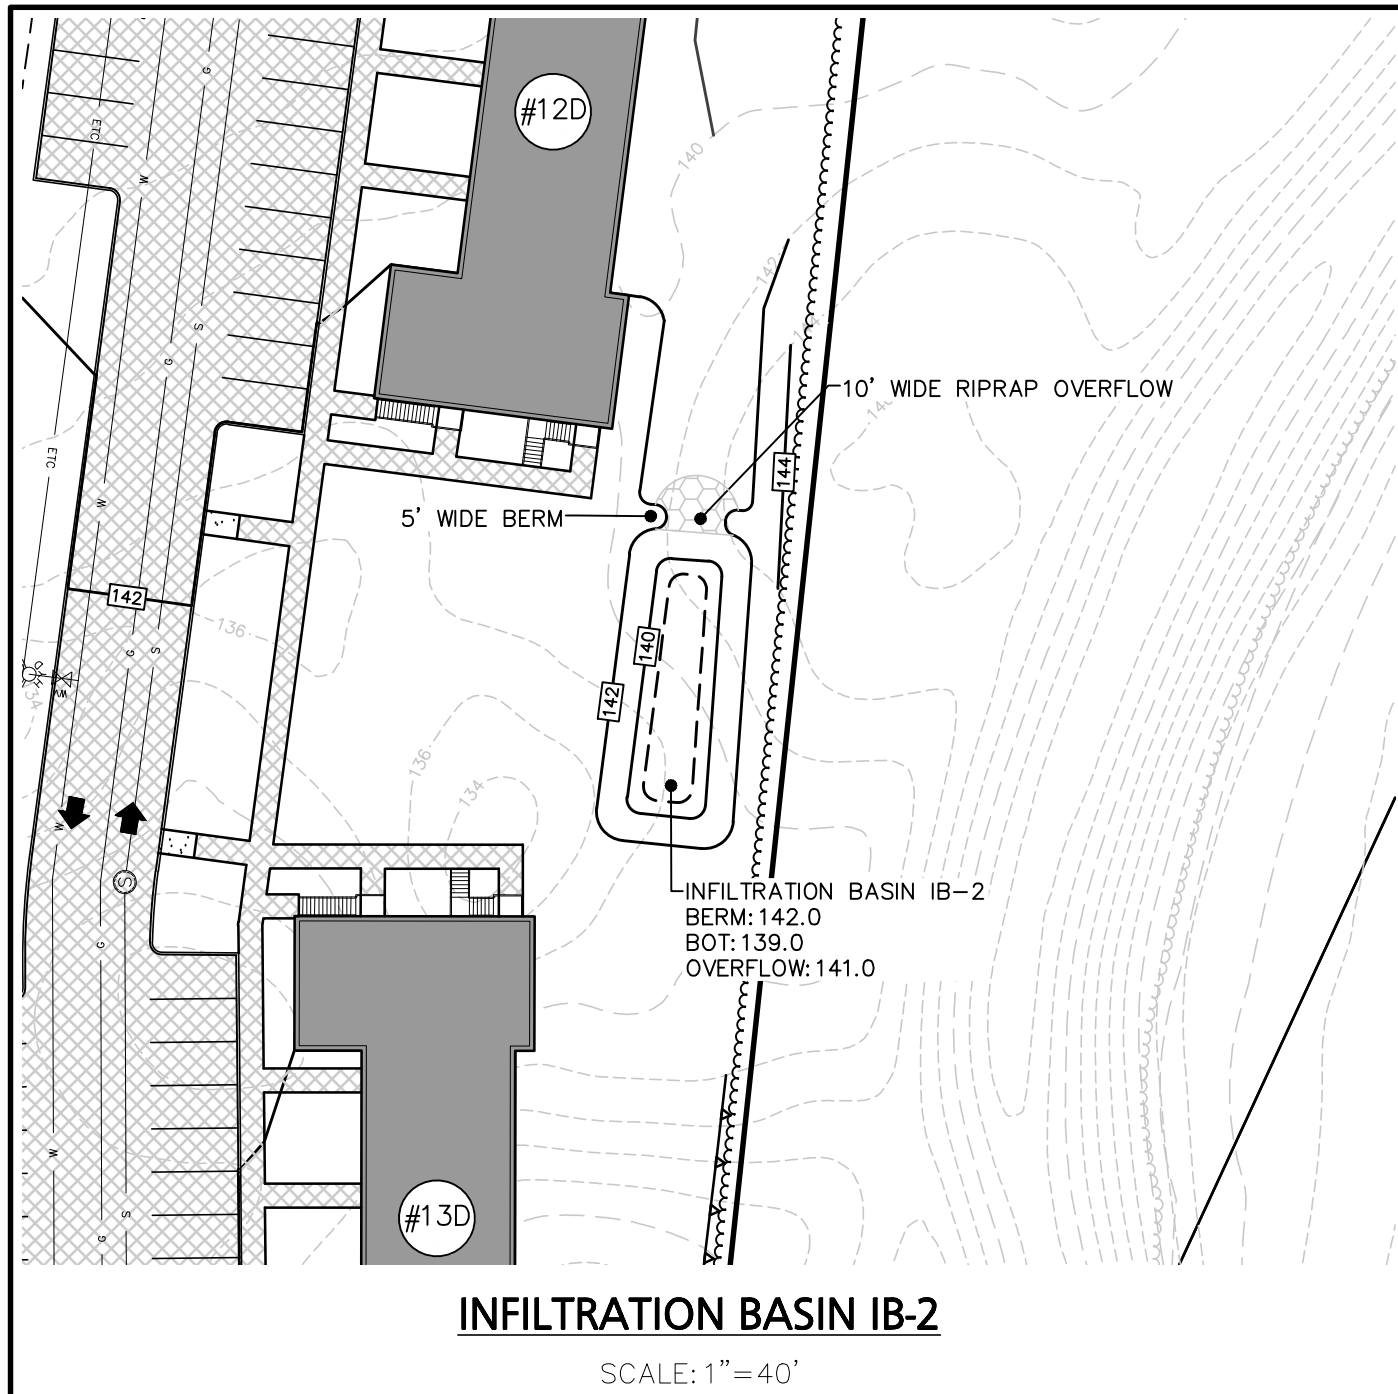 G
#12D
ETC
140
W
142
144
S
G
10' WIDE RIPRAP OVERFLOW
ETC
144
W
5' WIDE BERM
142
136
140
G
S
W
142
136
134
W
INFILTRATION BASIN IB-2
BERM: 142.0
BOT: 139.0
OVERFLOW: 141.0
S
G
W
#13D
S
G
INFILTRATION BASIN IB-2
SCALE: 1"=40'